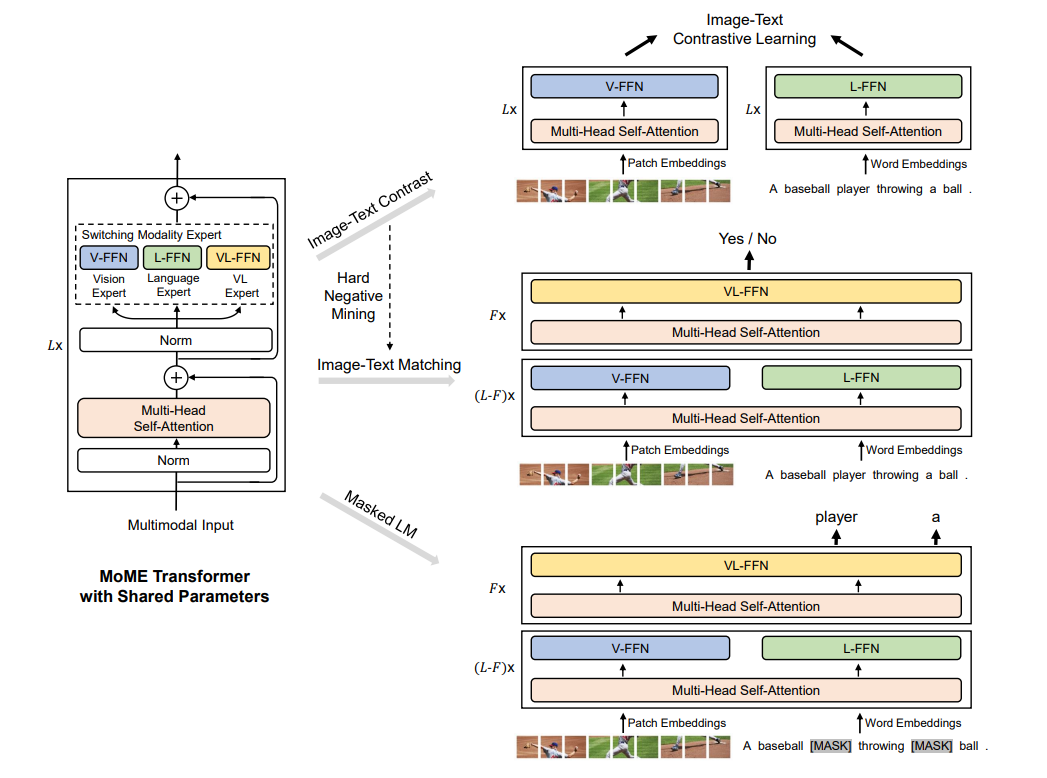 Image-Text
Contrastive Learning
V-FFN
L-FFN
Lx
Lx
Multi-Head Self-Attention
Multi-Head Self-Attention
Patch Embeddings
Word Embeddings
A baseball player throwing a ball .
Switching Modality Expert
V-FFN
L-FFN
VL-FFN
Vision
Expert
Language
Expert
VL
Expert
Norm
Lx
Multi-Head
Self-Attention
Norm
Multimodal Input
MoME Transformer
with Shared Parameters
Image-Text Contrast
Hard
Negative
Mining
Image-Text Matching
Masked LM
Yes / No
VL-FFN
Fx
Multi-Head Self-Attention
V-FFN
L-FFN
(L-F)x
Multi-Head Self-Attention
Patch Embeddings
Word Embeddings
A baseball player throwing a ball .
player
a
VL-FFN
Fx
Multi-Head Self-Attention
V-FFN
L-FFN
(L-F)x
Multi-Head Self-Attention
Patch Embeddings
Word Embeddings
A baseball [MASK] throwing [MASK] ball .